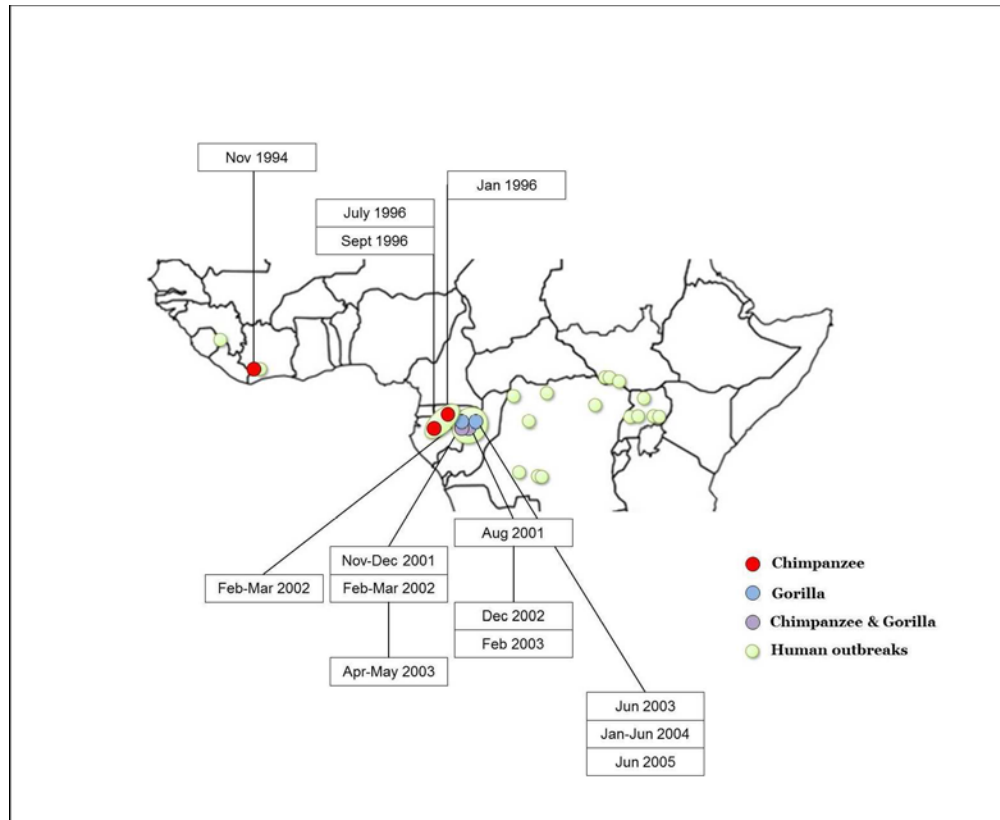 Nov 1994
Jan 1996
July 1996
Sept 1996
Aug 2001
Nov-Dec 2001
Feb-Mar 2002
Feb-Mar 2002
Dec 2002
Feb 2003
Apr-May 2003
Jun 2003
Jan-Jun 2004
Jun 2005
Chimpanzee
Gorilla
Chimpanzee & Gorilla
Human outbreaks